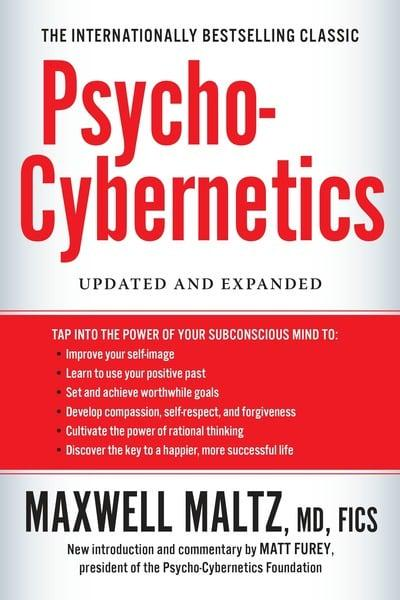 THE INTERNATIONALLY BESTSELLING CLASSIC
Psycho-
Cybernetics
UPDATED AND EXPANDED
TAP INTO THE POWER OF YOUR SUBCONSCIOUS MIND TO:
• Improve your self-image
• Learn to use your positive past
• Set and achieve worthwhile goals
• Develop compassion, self-respect, and forgiveness
• Cultivate the power of rational thinking
• Discover the key to a happier, more successful life
MAXWELL MALTZ, MD, FICS
New introduction and commentary by MATT FUREY,
president of the Psycho-Cybernetics Foundation